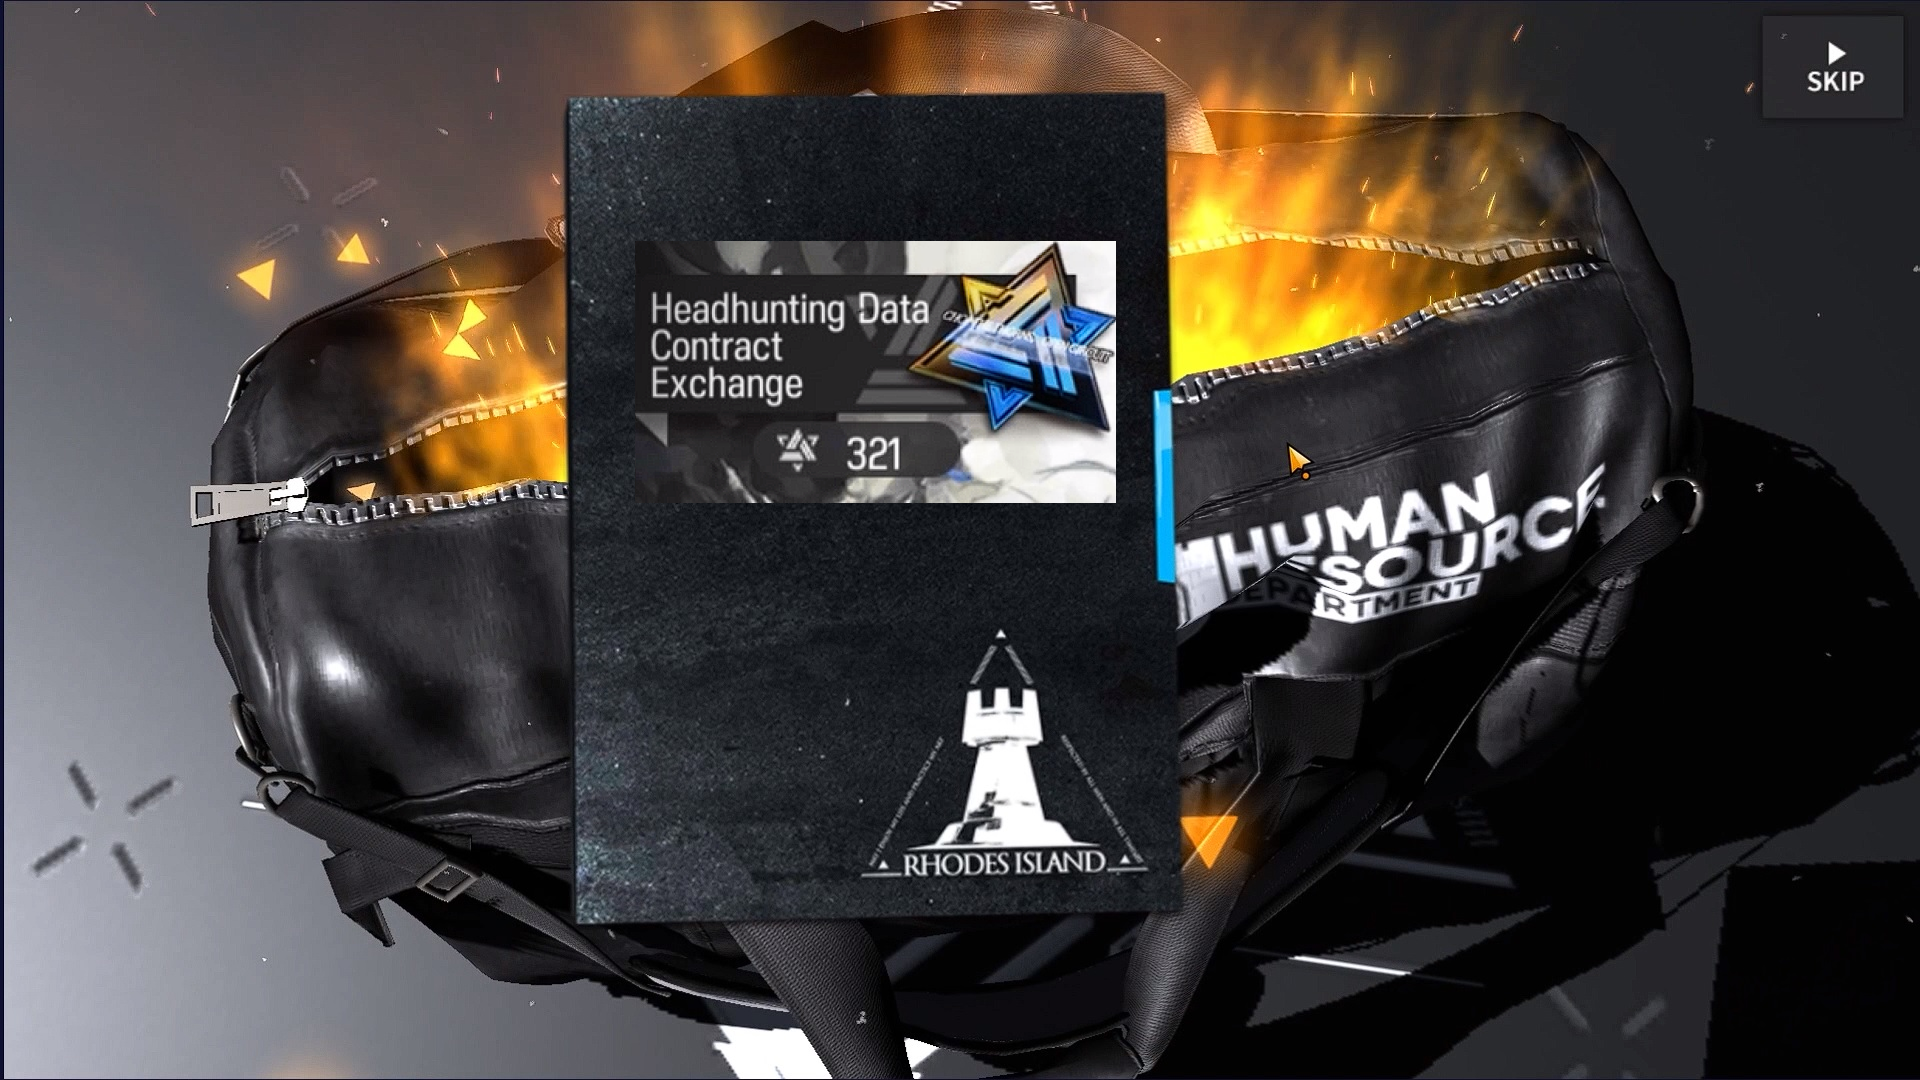 SKIP
Headhunting Data
Contract
Exchange
321
HUMAN
RESOURCE
DEPARTMENT
RHODES ISLAND